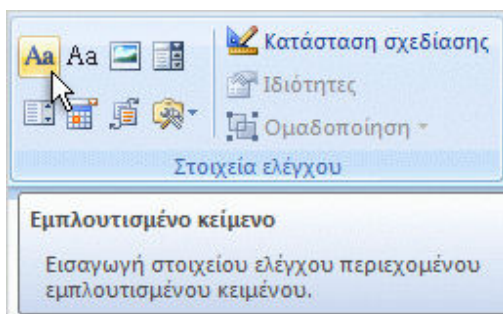 Aa Aa
Κατάσταση σχεδίασης
Ιδιότητες
Ομαδοποίηση
Στοιχεία ελέγχου
Εμπλουτισμένο κείμενο
Εισαγωγή στοιχείου ελέγχου περιεχομένου
εμπλουτισμένου κειμένου.